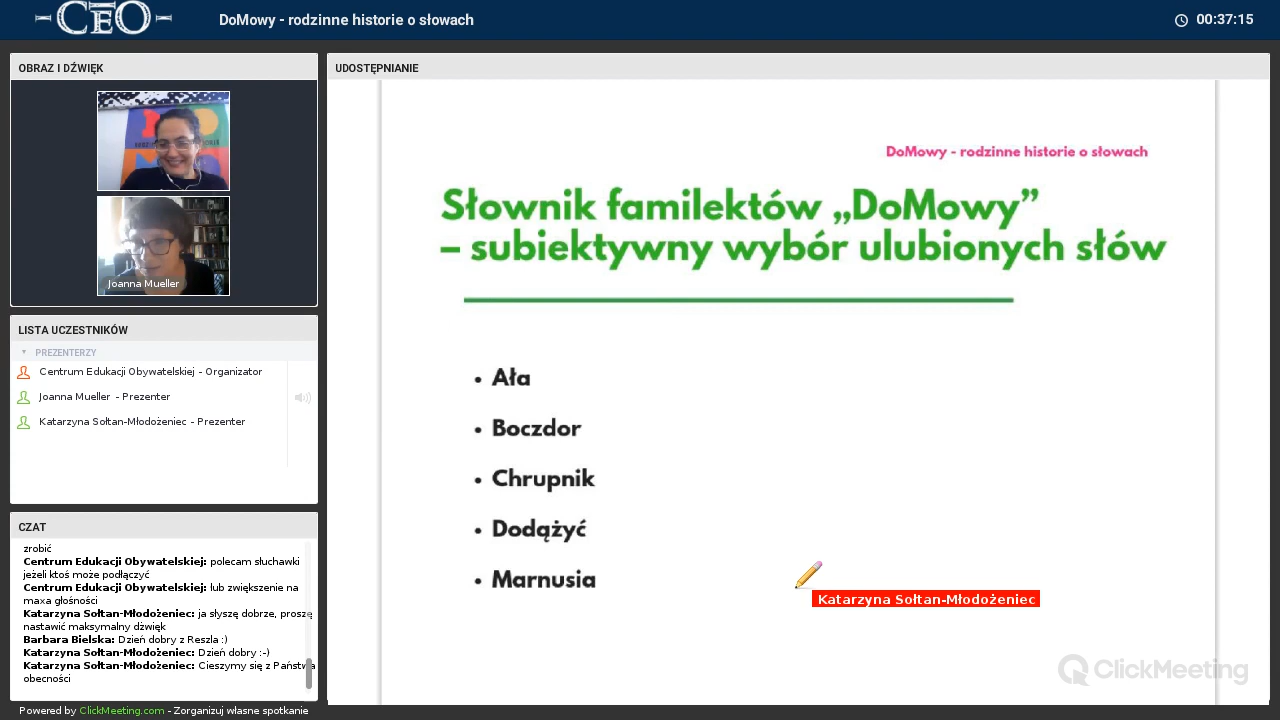 CEO
DoMowy - rodzinne historie o słowach
00:37:15
OBRAZ I DŹWIĘK
Joanna Mueller
LISTA UCZESTNIKÓW
PREZENTERZY
Centrum Edukacji Obywatelskiej - Organizator
Joanna Mueller - Prezenter
Katarzyna Sołtan-Młodożeniec - Prezenter
CZAT
zrobić
Centrum Edukacji Obywatelskiej: polecam słuchawki
jeżeli ktoś może podłączyć
Centrum Edukacji Obywatelskiej: lub zwiększenie na
maxa głośności
Katarzyna Sołtan-Młodożeniec: ja słyszę dobrze, proszę
nastawić maksymalny dzwięk
Barbara Bielska: Dzień dobry z Reszla :)
Katarzyna Sołtan-Młodożeniec: Dzień dobry :-)
Katarzyna Sołtan-Młodożeniec: Cieszymy się z Państwa
obecności
Powered by ClickMeeting.com - Zorganizuj własne spotkanie
UDOSTĘPNIANIE
DoMowy - rodzinne historie o słowach
Słownik familektów „DoMowy”
– subiektywny wybór ulubionych słów
• Ała
• Boczdor
• Chrupnik
• Dodążyć
• Marnusia
Katarzyna Sołtan-Młodożeniec
ClickMeeting